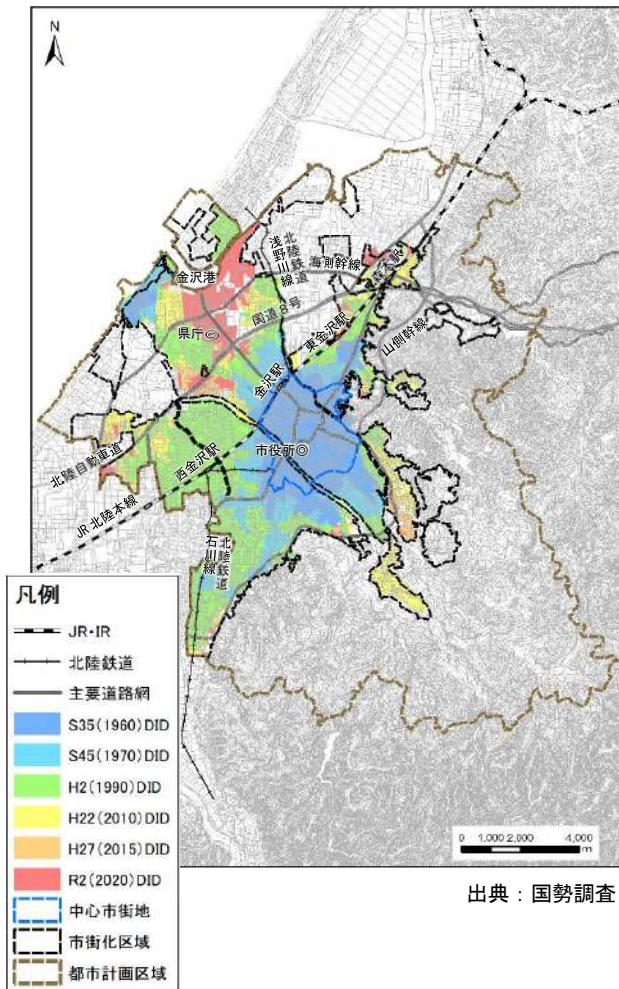 N
北陸鉄道
浅野川線
海側幹線
森本駅
金沢港
国道8号
県庁◎
東金沢駅
山側幹線
金沢駅
市役所◎
北陸自動車道
西金沢駅
JR北陸本線
北陸鉄道
石川線
凡例
JR・IR
北陸鉄道
主要道路網
S35(1960)DID
S45(1970)DID
H2(1990)DID
H22(2010)DID
H27(2015)DID
R2(2020)DID
中心市街地
市街化区域
都市計画区域
0 1,000 2,000 4,000
m
出典：国勢調査